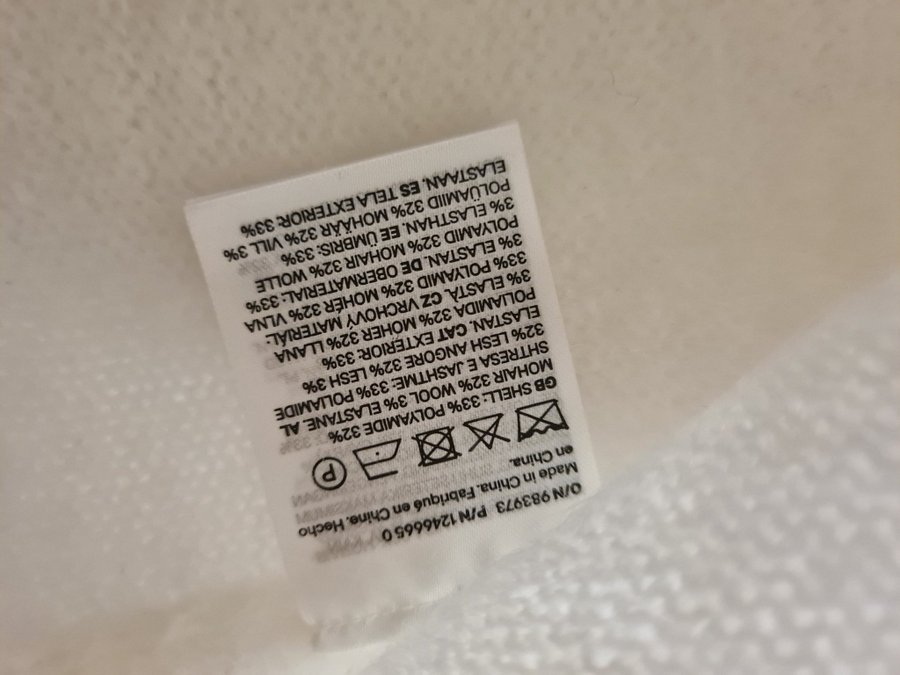 O/N 983973 P/N 1246665 0
Made in China. Fabriqué en Chine. Hecho
en China.
P
GB SHELL: 33% POLYAMIDE 32%
MOHAIR 32% WOOL 3% ELASTANE. AL
SHTRESA E JASHTME: 33% POLIAMIDE
32% LESH ANGORE 32% LESH 3%
ELASTAN. CAT EXTERIOR: 33%
POLIAMIDA 32% MOHER 32% LLANA
3% ELASTÀ. CZ VRCHOVÝ MATERIÁL:
33% POLYAMID 32% MOHÉR 32% VLNA
3% ELASTAN. DE OBERMATERIAL: 33%
POLYAMID 32% MOHAIR 32% WOLLE
3% ELASTHAN. EE ÜMBRIS: 33%
POLÜAMIID 32% MOHÄÄR 32% VILL 3%
ELASTAAN. ES TELA EXTERIOR: 33%